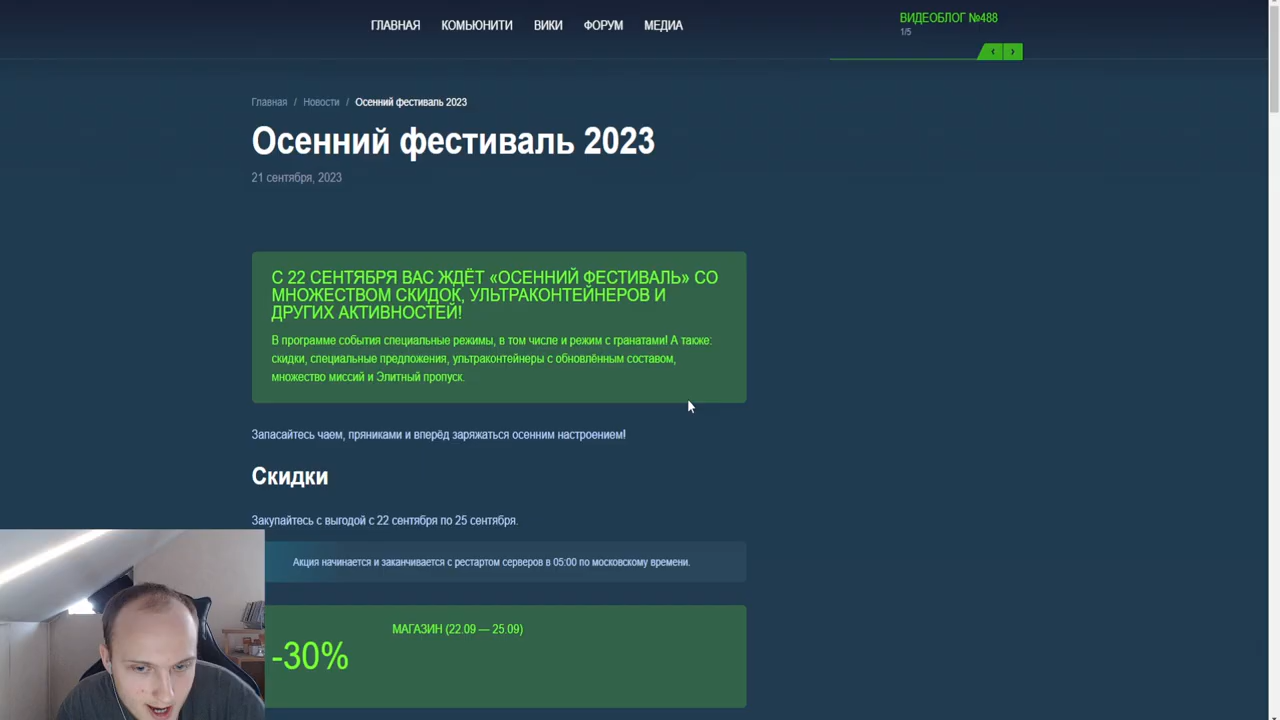 ГЛАВНАЯ КОМЬЮНИТИ ВИКИ ФОРУМ МЕДИА
ВИДЕОБЛОГ №488
1/5
Главная / Новости / Осенний фестиваль 2023
Осенний фестиваль 2023
21 сентября, 2023
С 22 СЕНТЯБРЯ ВАС ЖДЁТ «ОСЕННИЙ ФЕСТИВАЛЬ» СО
МНОЖЕСТВОМ СКИДОК, УЛЬТРАКОНТЕЙНЕРОВ И
ДРУГИХ АКТИВНОСТЕЙ!
В программе события специальные режимы, в том числе и режим с гранатами! А также:
скидки, специальные предложения, ультраконтейнеры с обновлённым составом,
множество миссий и Элитный пропуск.
Запасайтесь чаем, пряниками и вперёд заряжаться осенним настроением!
Скидки
Закупайтесь с выгодой с 22 сентября по 25 сентября.
Акция начинается и заканчивается с рестартом серверов в 05:00 по московскому времени.
МАГАЗИН (22.09 — 25.09)
-30%